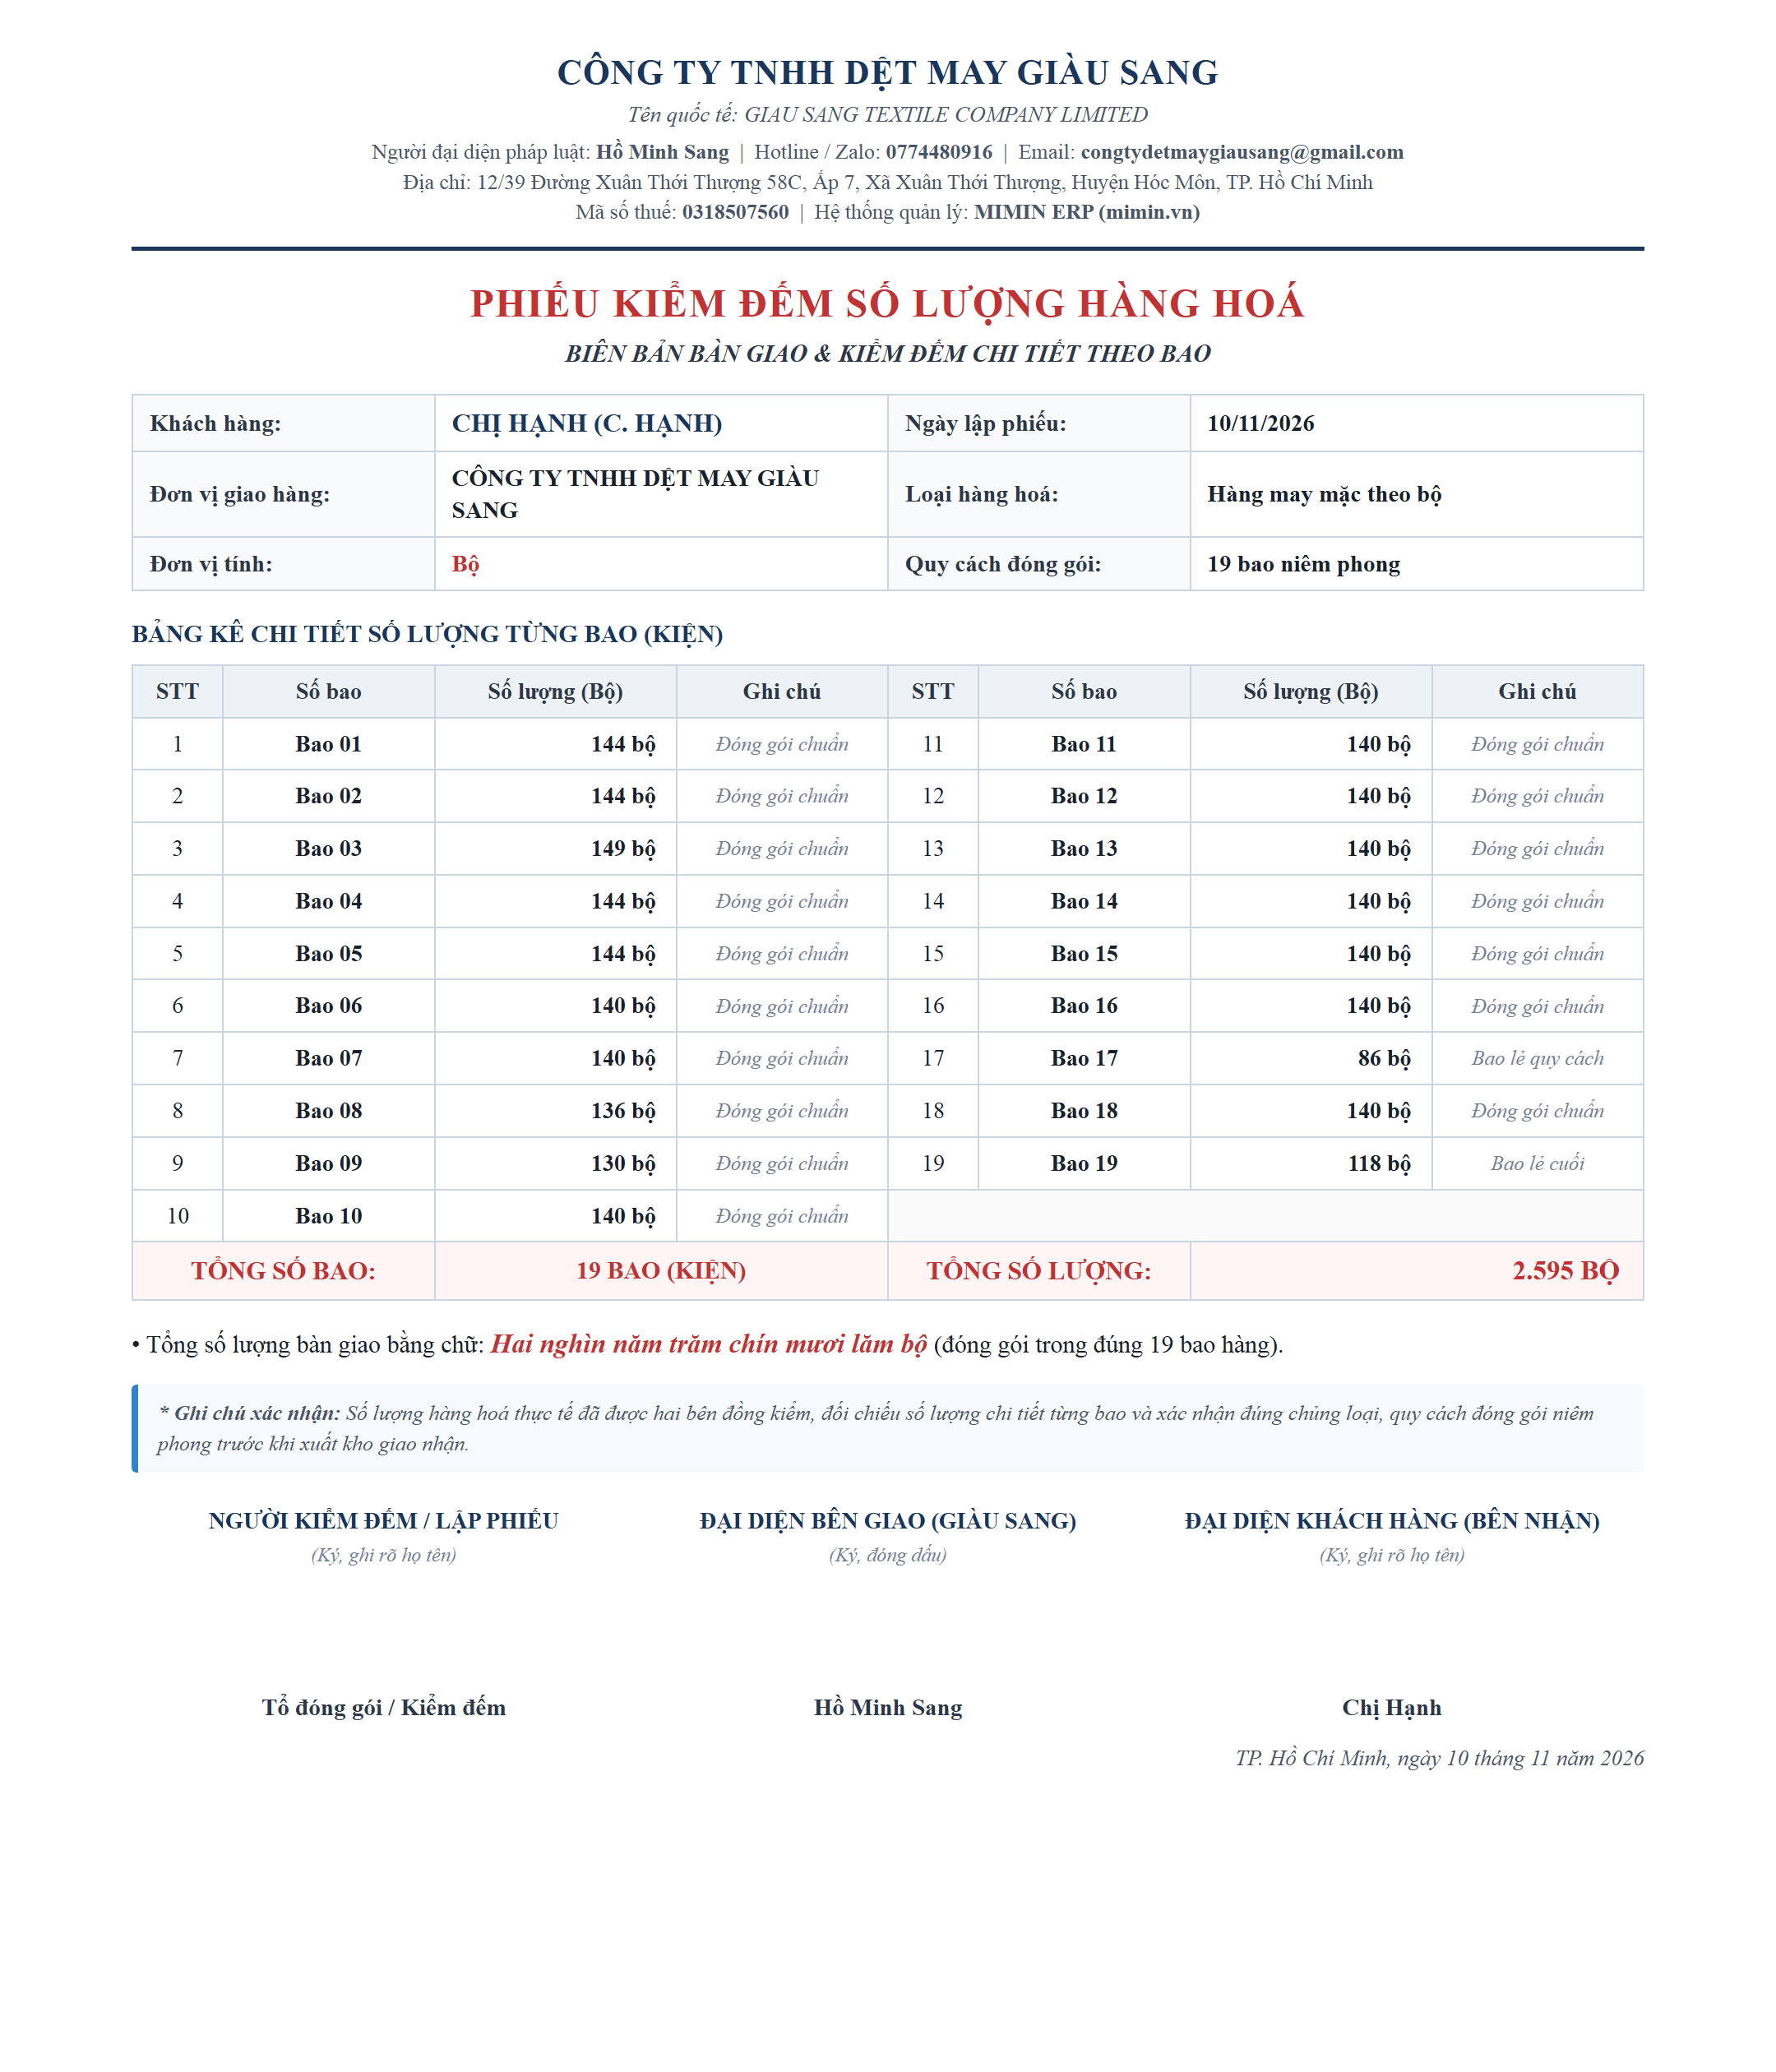 CÔNG TY TNHH DỆT MAY GIÀU SANG
Tên quốc tế: GIAU SANG TEXTILE COMPANY LIMITED
Người đại diện pháp luật: Hồ Minh Sang | Hotline / Zalo: 0774480916 | Email: congtydetmaygiausang@gmail.com
Địa chỉ: 12/39 Đường Xuân Thới Thượng 58C, Ấp 7, Xã Xuân Thới Thượng, Huyện Hóc Môn, TP. Hồ Chí Minh
Mã số thuế: 0318507560 | Hệ thống quản lý: MIMIN ERP (mimin.vn)
PHIẾU KIỂM ĐẾM SỐ LƯỢNG HÀNG HOÁ
BIÊN BẢN BÀN GIAO & KIỂM ĐẾM CHI TIẾT THEO BAO
Khách hàng: CHỊ HẠNH (C. HẠNH) Ngày lập phiếu: 10/11/2026
Đơn vị giao hàng: CÔNG TY TNHH DỆT MAY GIÀU
SANG Loại hàng hoá: Hàng may mặc theo bộ
Đơn vị tính: Bộ Quy cách đóng gói: 19 bao niêm phong
BẢNG KÊ CHI TIẾT SỐ LƯỢNG TỪNG BAO (KIỆN)
STT Số bao Số lượng (Bộ) Ghi chú STT Số bao Số lượng (Bộ) Ghi chú
1 Bao 01 144 bộ Đóng gói chuẩn 11 Bao 11 140 bộ Đóng gói chuẩn
2 Bao 02 144 bộ Đóng gói chuẩn 12 Bao 12 140 bộ Đóng gói chuẩn
3 Bao 03 149 bộ Đóng gói chuẩn 13 Bao 13 140 bộ Đóng gói chuẩn
4 Bao 04 144 bộ Đóng gói chuẩn 14 Bao 14 140 bộ Đóng gói chuẩn
5 Bao 05 144 bộ Đóng gói chuẩn 15 Bao 15 140 bộ Đóng gói chuẩn
6 Bao 06 140 bộ Đóng gói chuẩn 16 Bao 16 140 bộ Đóng gói chuẩn
7 Bao 07 140 bộ Đóng gói chuẩn 17 Bao 17 86 bộ Bao lẻ quy cách
8 Bao 08 136 bộ Đóng gói chuẩn 18 Bao 18 140 bộ Đóng gói chuẩn
9 Bao 09 130 bộ Đóng gói chuẩn 19 Bao 19 118 bộ Bao lẻ cuối
10 Bao 10 140 bộ Đóng gói chuẩn
TỔNG SỐ BAO: 19 BAO (KIỆN) TỔNG SỐ LƯỢNG: 2.595 BỘ
• Tổng số lượng bàn giao bằng chữ: Hai nghìn năm trăm chín mươi lăm bộ (đóng gói trong đúng 19 bao hàng).
* Ghi chú xác nhận: Số lượng hàng hoá thực tế đã được hai bên đồng kiểm, đối chiếu số lượng chi tiết từng bao và xác nhận đúng chủng loại, quy cách đóng gói niêm
phong trước khi xuất kho giao nhận.
NGƯỜI KIỂM ĐẾM / LẬP PHIẾU ĐẠI DIỆN BÊN GIAO (GIÀU SANG) ĐẠI DIỆN KHÁCH HÀNG (BÊN NHẬN)
(Ký, ghi rõ họ tên) (Ký, đóng dấu) (Ký, ghi rõ họ tên)
Tổ đóng gói / Kiểm đếm Hồ Minh Sang Chị Hạnh
TP. Hồ Chí Minh, ngày 10 tháng 11 năm 2026